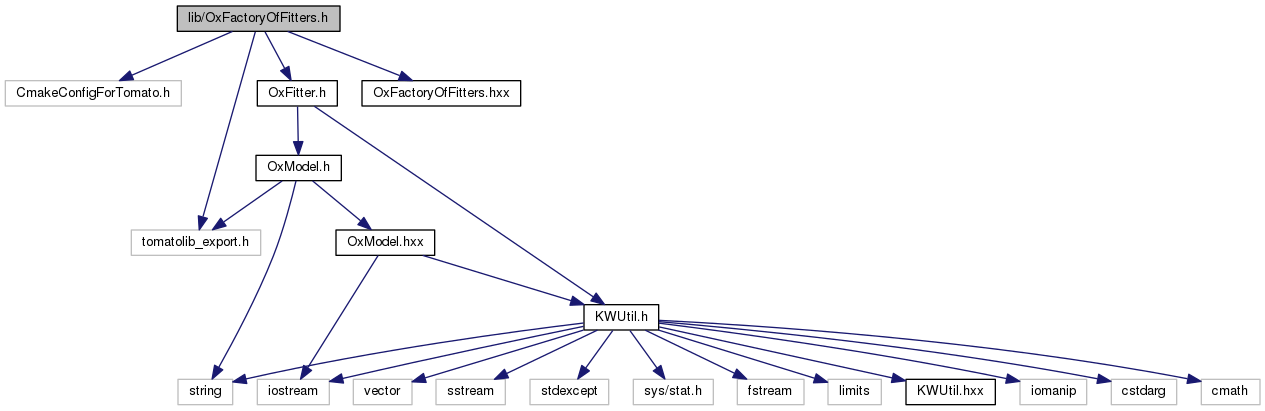 lib/OxFactoryOfFitters.h
CmakeConfigForTomato.h
OxFitter.h
OxFactoryOfFitters.hxx
OxModel.h
tomatolib_export.h
OxModel.hxx
KWUtil.h
string
iostream
vector
sstream
stdexcept
sys/stat.h
fstream
limits
KWUtil.hxx
iomanip
cstdarg
cmath